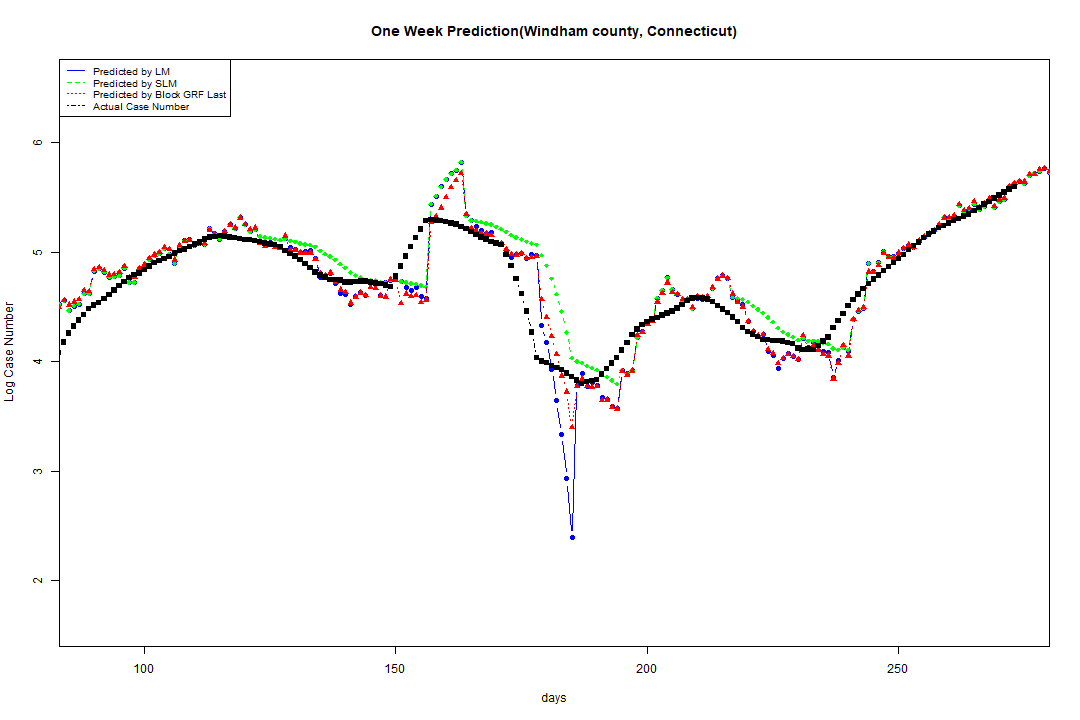 One Week Prediction(Windham county, Connecticut)
Predicted by LM
Predicted by SLM
Predicted by Block GRF Last
Actual Case Number
6
5
4
3
2
Log Case Number
100 150 200 250
days